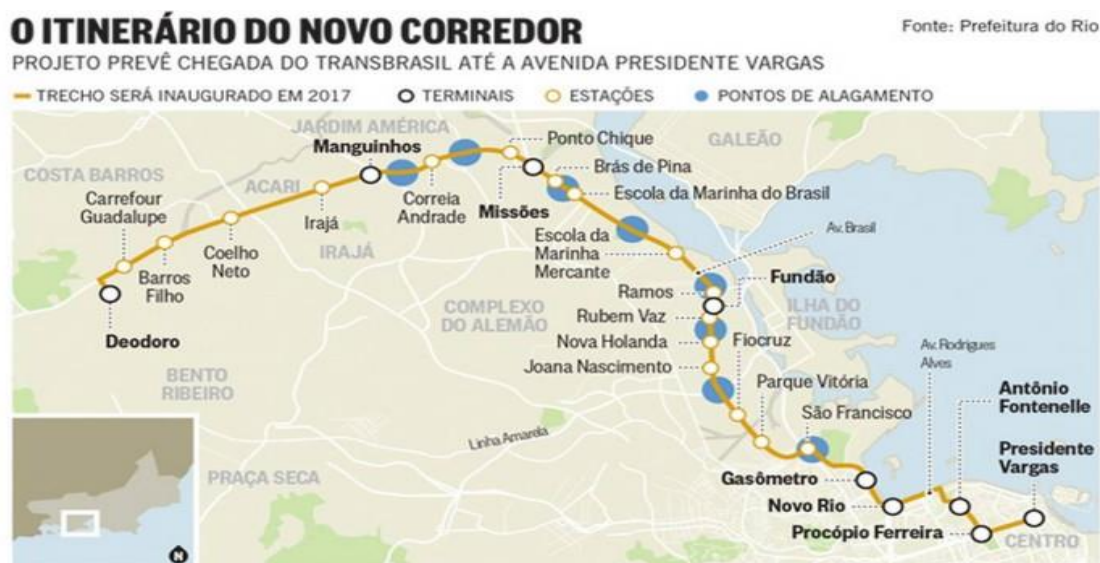 O ITINERÁRIO DO NOVO CORREDOR
Fonte: Prefeitura do Rio
PROJETO PREVÊ CHEGADA DO TRANSBRASIL ATÉ A AVENIDA PRESIDENTE VARGAS
TRECHO SERÁ INAUGURADO EM 2017
TERMINAIS
ESTAÇÕES
PONTOS DE ALAGAMENTO
JARDIM AMÉRICA
Manguinhos
Ponto Chique
GALEÃO
COSTA BARROS
Brás de Pina
Carrefour
Guadalupe
ACARI
Correia
Andrade
Missões
Escola da Marinha do Brasil
Irajá
IRAJÁ
Coelho
Neto
Barros
Filho
Escola da
Marinha
Mercante
Av. Brasil
Deodoro
Ramos
Fundão
COMPLEXO
DO ALEMÃO
Rubem Vaz
ILHA DO
FUNDÃO
Nova Holanda
Fiocruz
Joana Nascimento
Av. Rodrigues
Alves
BENTO
RIBEIRO
Parque Vitória
Antônio
Fontenelle
São Francisco
Linha Amarela
Presidente
Vargas
PRAÇA SECA
Gasômetro
Novo Rio
Procópio Ferreira
CENTRO
N